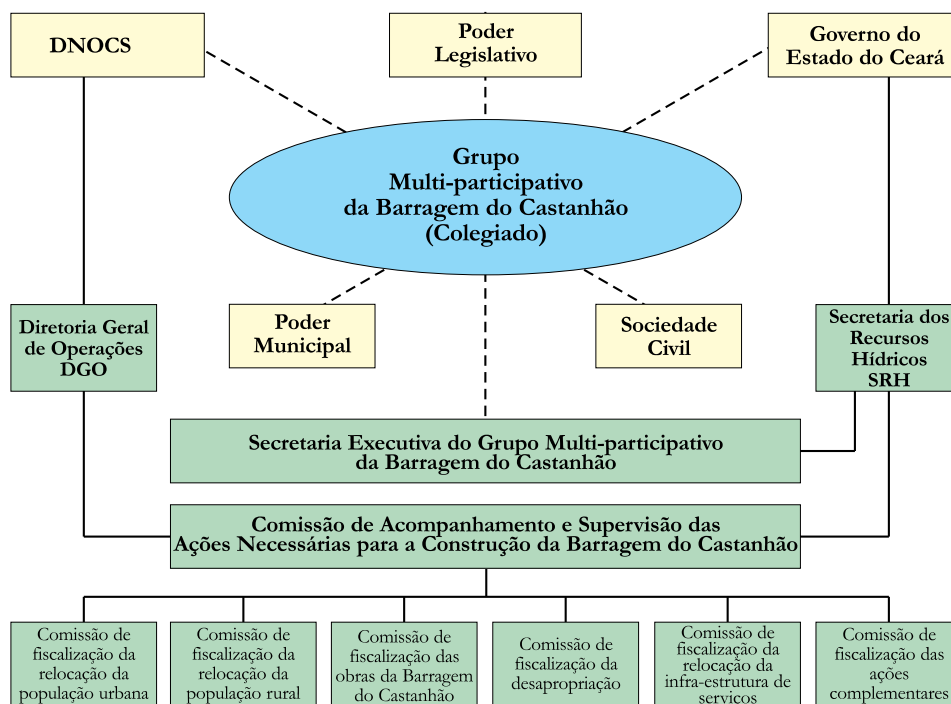 DNOCS
Poder
Legislativo
Governo do
Estado do Ceará
Grupo
Multi-participativo
da Barragem do Castanhão
(Colegiado)
Diretoria Geral
de Operações
DGO
Poder
Municipal
Sociedade
Civil
Secretaria dos
Recursos
Hídricos
SRH
Secretaria Executiva do Grupo Multi-participativo
da Barragem do Castanhão
Comissão de Acompanhamento e Supervisão das
Ações Necessárias para a Construção da Barragem do Castanhão
Comissão de
fiscalização da
relocação da
população urbana
Comissão de
fiscalização da
relocação da
população rural
Comissão de
fiscalização das
obras da Barragem
do Castanhão
Comissão de
fiscalização da
desapropriação
Comissão de
fiscalização da
relocação da
infra-estrutura de
serviços
Comissão de
fiscalização das
ações
complementares